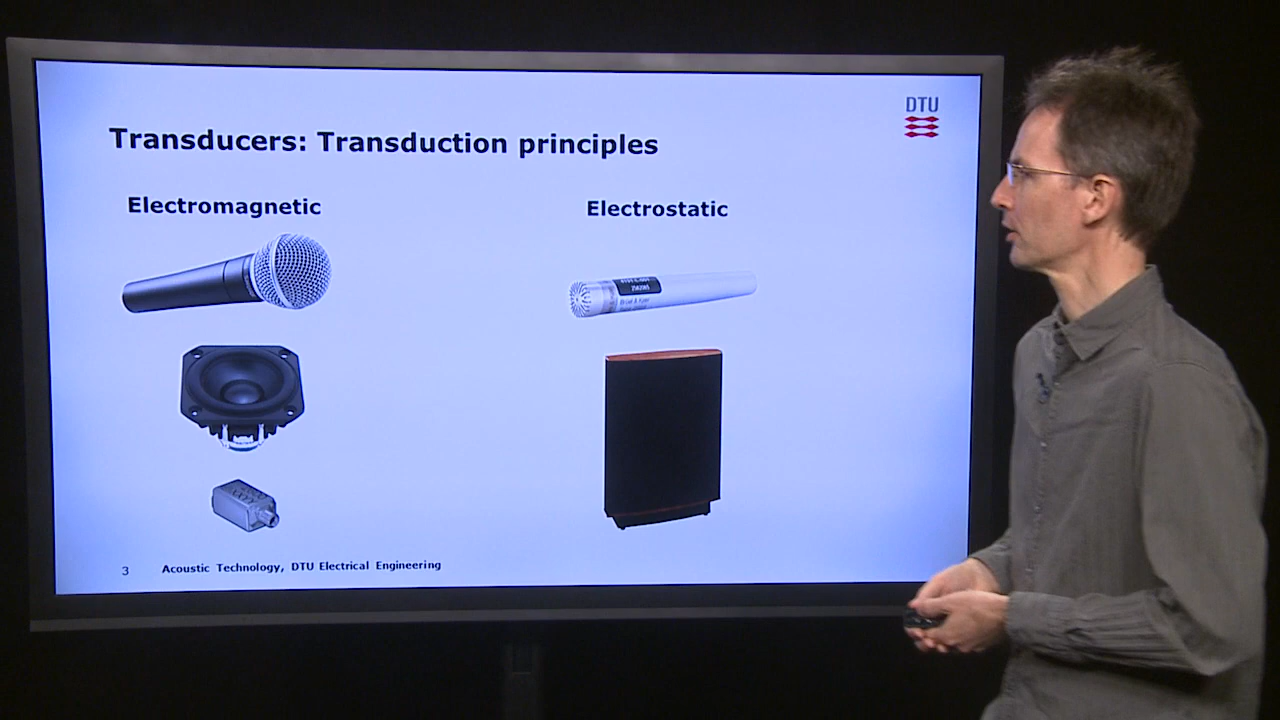 DTU
Transducers: Transduction principles
Electromagnetic
Electrostatic
3 Acoustic Technology, DTU Electrical Engineering